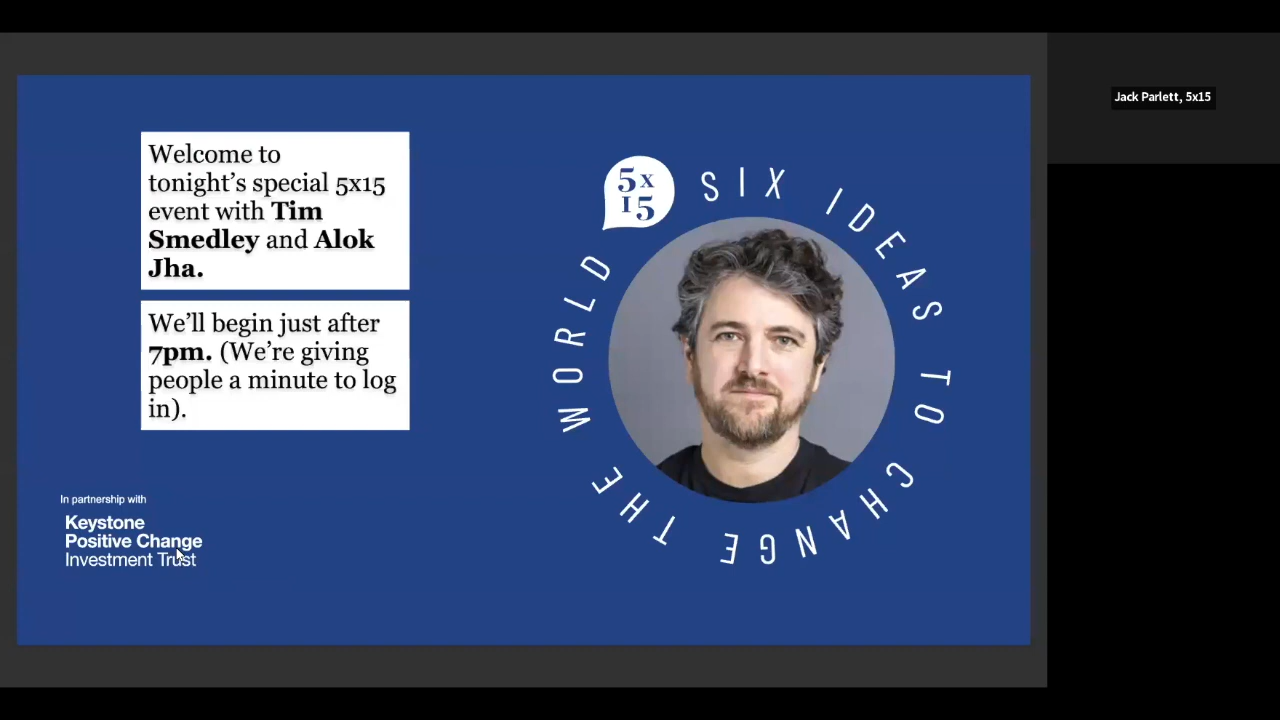 Welcome to
tonight’s special 5x15
event with Tim
Smedley and Alok
Jha.
We’ll begin just after
7pm. (We’re giving
people a minute to log
in).
In partnership with
Keystone
Positive Change
Investment Trust
5x
15
SIX IDEAS TO CHANGE THE WORLD
Jack Parlett, 5x15